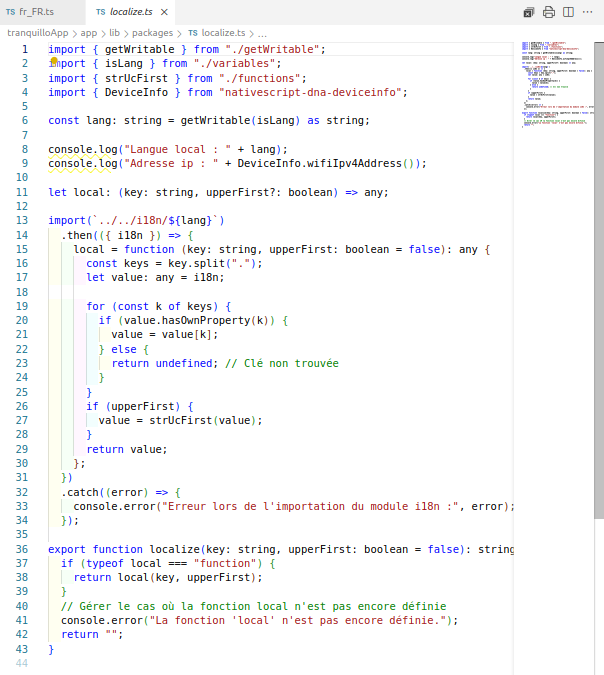 TS fr_FR.ts
TS localize.ts ×
tranquilloApp > app > lib > packages > TS localize.ts > ...
1 import { getWritable } from "./getWritable";
2 import { isLang } from "./variables";
3 import { strUcFirst } from "./functions";
4 import { DeviceInfo } from "nativescript-dna-deviceinfo";
5
6 const lang: string = getWritable(isLang) as string;
7
8 console.log("Langue local : " + lang);
9 console.log("Adresse ip : " + DeviceInfo.wifiIpv4Address());
10
11 let local: (key: string, upperFirst?: boolean) => any;
12
13 import(`../../i18n/${lang}`)
14 .then(({ i18n }) => {
15 local = function (key: string, upperFirst: boolean = false): any {
16 const keys = key.split(".");
17 let value: any = i18n;
18
19 for (const k of keys) {
20 if (value.hasOwnProperty(k)) {
21 value = value[k];
22 } else {
23 return undefined; // Clé non trouvée
24 }
25 }
26 if (upperFirst) {
27 value = strUcFirst(value);
28 }
29 return value;
30 };
31 })
32 .catch((error) => {
33 console.error("Erreur lors de l'importation du module i18n :", error);
34 });
35
36 export function localize(key: string, upperFirst: boolean = false): string
37 if (typeof local === "function") {
38 return local(key, upperFirst);
39 }
40 // Gérer le cas où la fonction local n'est pas encore définie
41 console.error("La fonction 'local' n'est pas encore définie.");
42 return "";
43 }
44